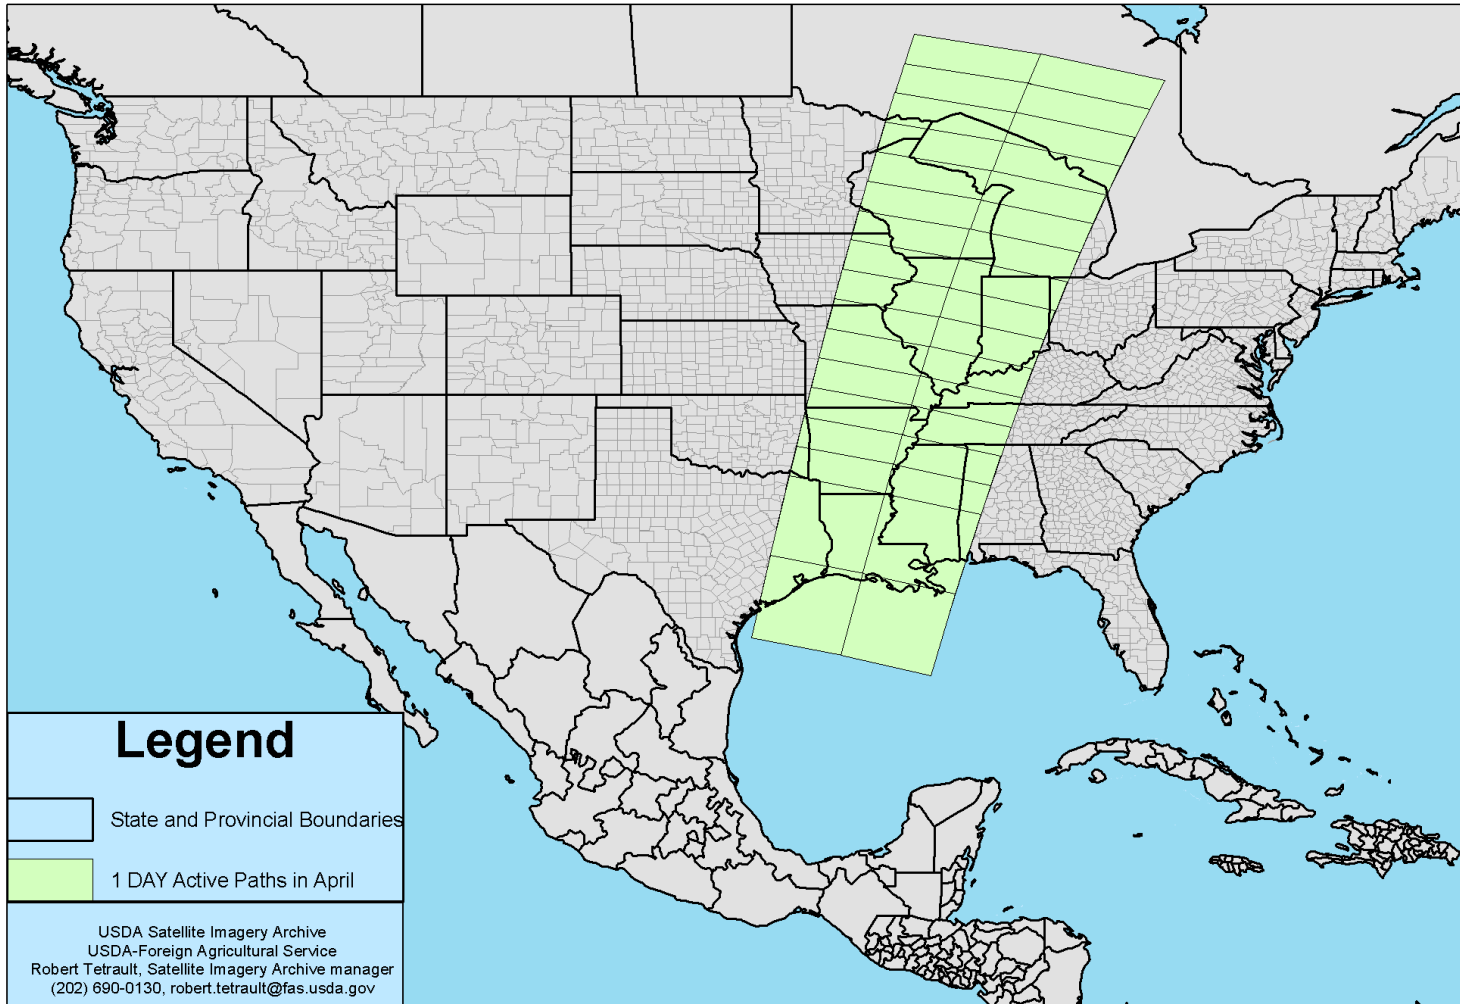 Legend
State and Provincial Boundaries
1 DAY Active Paths in April
USDA Satellite Imagery Archive
USDA-Foreign Agricultural Service
Robert Tetrault, Satellite Imagery Archive manager
(202) 690-0130, robert.tetrault@fas.usda.gov